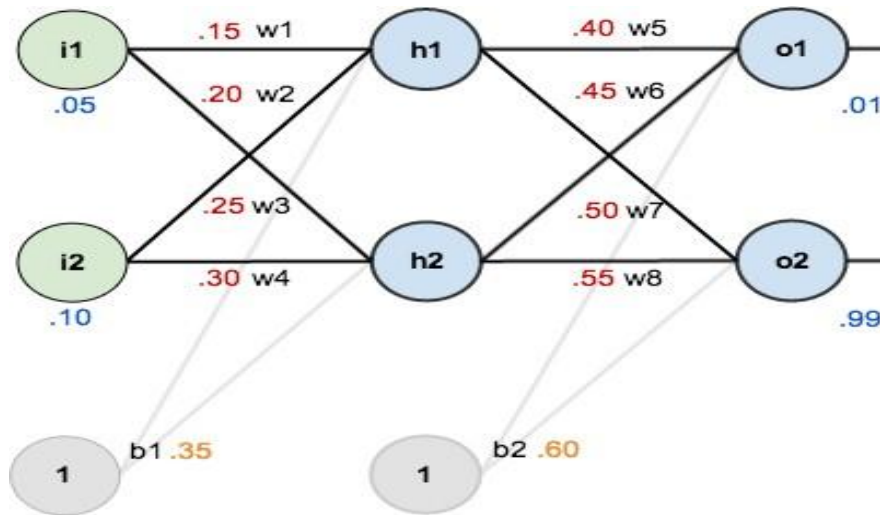 i1 .15 w1 h1 .40 w5 o1
.05 .20 w2 .45 w6 .01
.25 w3 .50 w7
i2 .30 w4 h2 .55 w8 o2
.10 .99
1 b1 .35 1 b2 .60